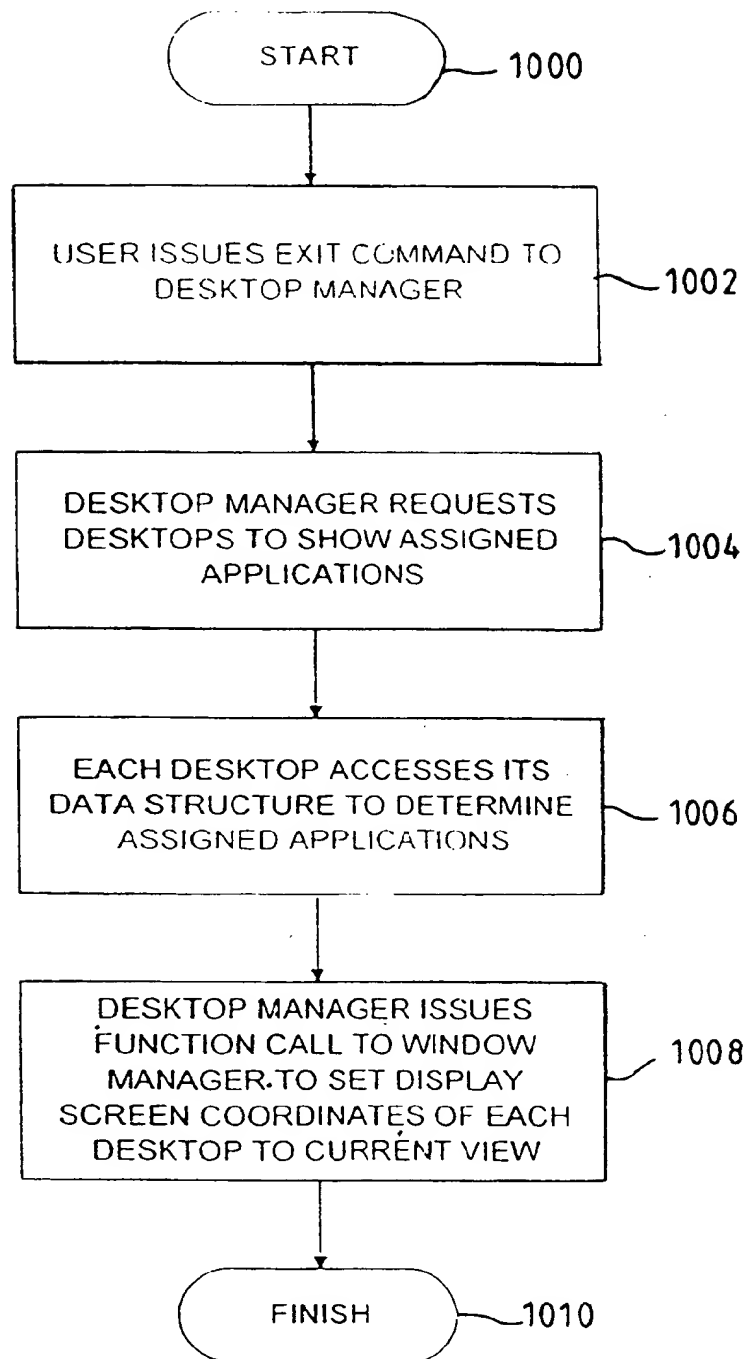 START
1000
USER ISSUES EXIT COMMAND TO
DESKTOP MANAGER
1002
DESKTOP MANAGER REQUESTS
DESKTOPS TO SHOW ASSIGNED
APPLICATIONS
1004
EACH DESKTOP ACCESSES ITS
DATA STRUCTURE TO DETERMINE
ASSIGNED APPLICATIONS
1006
DESKTOP MANAGER ISSUES
FUNCTION CALL TO WINDOW
MANAGER TO SET DISPLAY
SCREEN COORDINATES OF EACH
DESKTOP TO CURRENT VIEW
1008
FINISH
1010